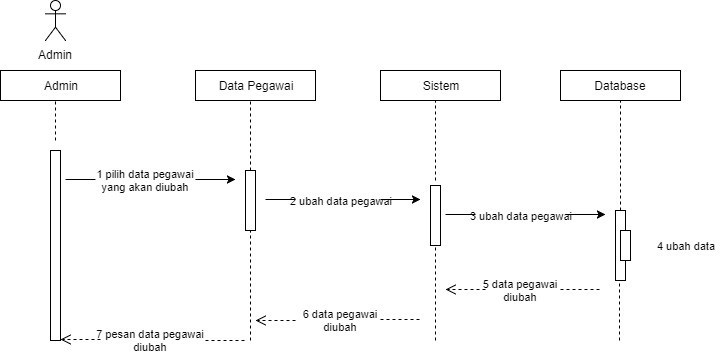 Admin
Admin
Data Pegawai
Sistem
Database
1 pilih data pegawai
yang akan diubah
2 ubah data pegawai
3 ubah data pegawai
4 ubah data
5 data pegawai
diubah
6 data pegawai
diubah
7 pesan data pegawai
diubah